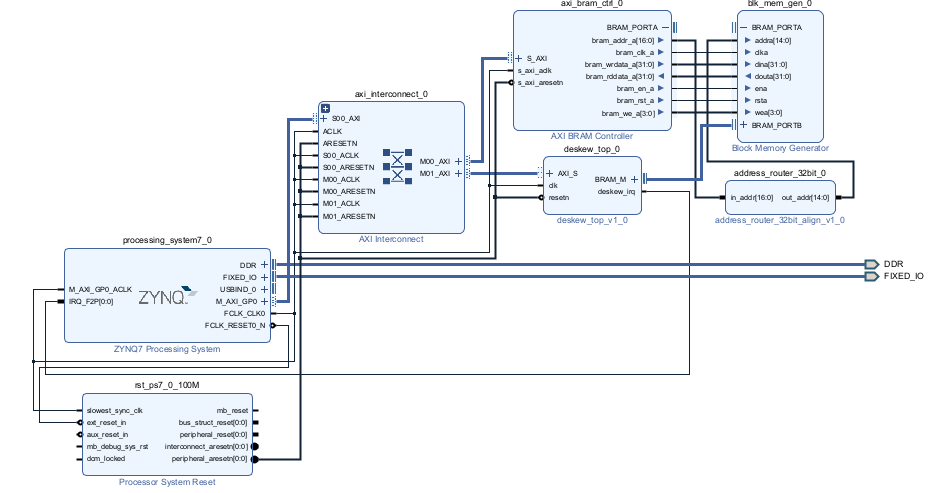 axi_bram_ctrl_0
BRAM_PORTA
bram_addr_a[16:0]
bram_clk_a
bram_wrdata_a[31:0]
bram_rddata_a[31:0]
bram_en_a
bram_rst_a
bram_we_a[3:0]
S_AXI
s_axi_aclk
s_axi_aresetn
AXI BRAM Controller
blk_mem_gen_0
BRAM_PORTA
addra[14:0]
clka
dina[31:0]
douta[31:0]
ena
rsta
wea[3:0]
BRAM_PORTB
Block Memory Generator
axi_interconnect_0
S00_AXI
ACLK
ARESETN
S00_ACLK
S00_ARESETN
M00_ACLK
M00_ARESETN
M01_ACLK
M01_ARESETN
M00_AXI
M01_AXI
AXI Interconnect
deskew_top_0
AXI_S
clk
resetn
BRAM_M
deskew_irq
deskew_top_v1_0
address_router_32bit_0
in_addr[16:0]
out_addr[14:0]
address_router_32bit_align_v1_0
processing_system7_0
M_AXI_GP0_ACLK
IRQ_F2P[0:0]
ZYNQ
DDR
FIXED_IO
USBIND_0
M_AXI_GP0
FCLK_CLK0
FCLK_RESET0_N
ZYNQ7 Processing System
DDR
FIXED_IO
rst_ps7_0_100M
slowest_sync_clk
ext_reset_in
aux_reset_in
mb_debug_sys_rst
dcm_locked
mb_reset
bus_struct_reset[0:0]
peripheral_reset[0:0]
interconnect_aresetn[0:0]
peripheral_aresetn[0:0]
Processor System Reset